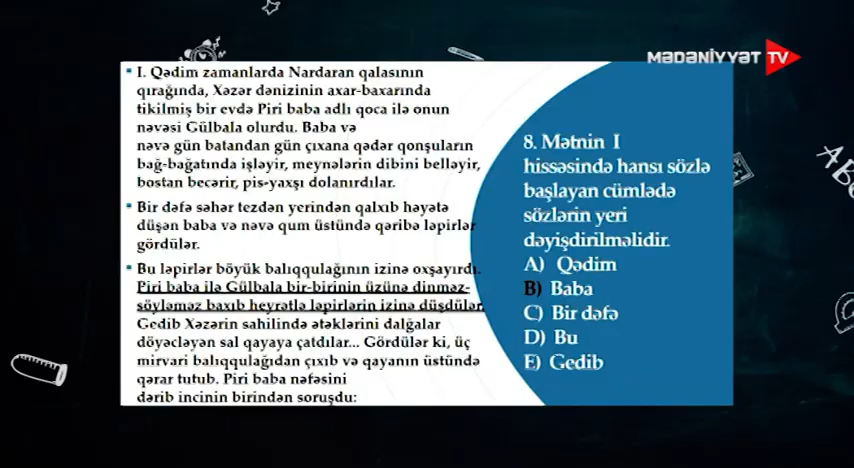 MƏDƏNİYYƏT TV
• I. Qədim zamanlarda Nardaran qalasının
qırağında, Xəzər dənizinin axar-baxarında
tikilmiş bir evdə Piri baba adlı qoca ilə onun
nəvəsi Gülbala olurdu. Baba və
nəvə gün batandan gün çıxana qədər qonşuların
bağ-bağatında işləyir, meynələrin dibini belləyir,
bostan becərir, pis-yaxşı dolanırdılar.
• Bir dəfə səhər tezdən yerindən qalxıb həyətə
düşən baba və nəvə qum üstündə qəribə ləpirlər
gördülər.
• Bu ləpirlər böyük balıqqulağının izinə oxşayırdı.
Piri baba ilə Gülbala bir-birinin üzünə dinməz-
söyləməz baxıb heyrətlə ləpirlərin izinə düşdülər.
Gedib Xəzərin sahilində ətəklərini dalğalar
döyəcləyən sal qayaya çatdılar... Gördülər ki, üç
mirvari balıqqulağıdan çıxıb və qayanın üstündə
qərar tutub. Piri baba nəfəsini
dərib incinin birindən soruşdu:
8. Mətnin I
hissəsində hansı sözlə
başlayan cümlədə
sözlərin yeri
dəyişdirilməlidir.
A) Qədim
B) Baba
C) Bir dəfə
D) Bu
E) Gedib